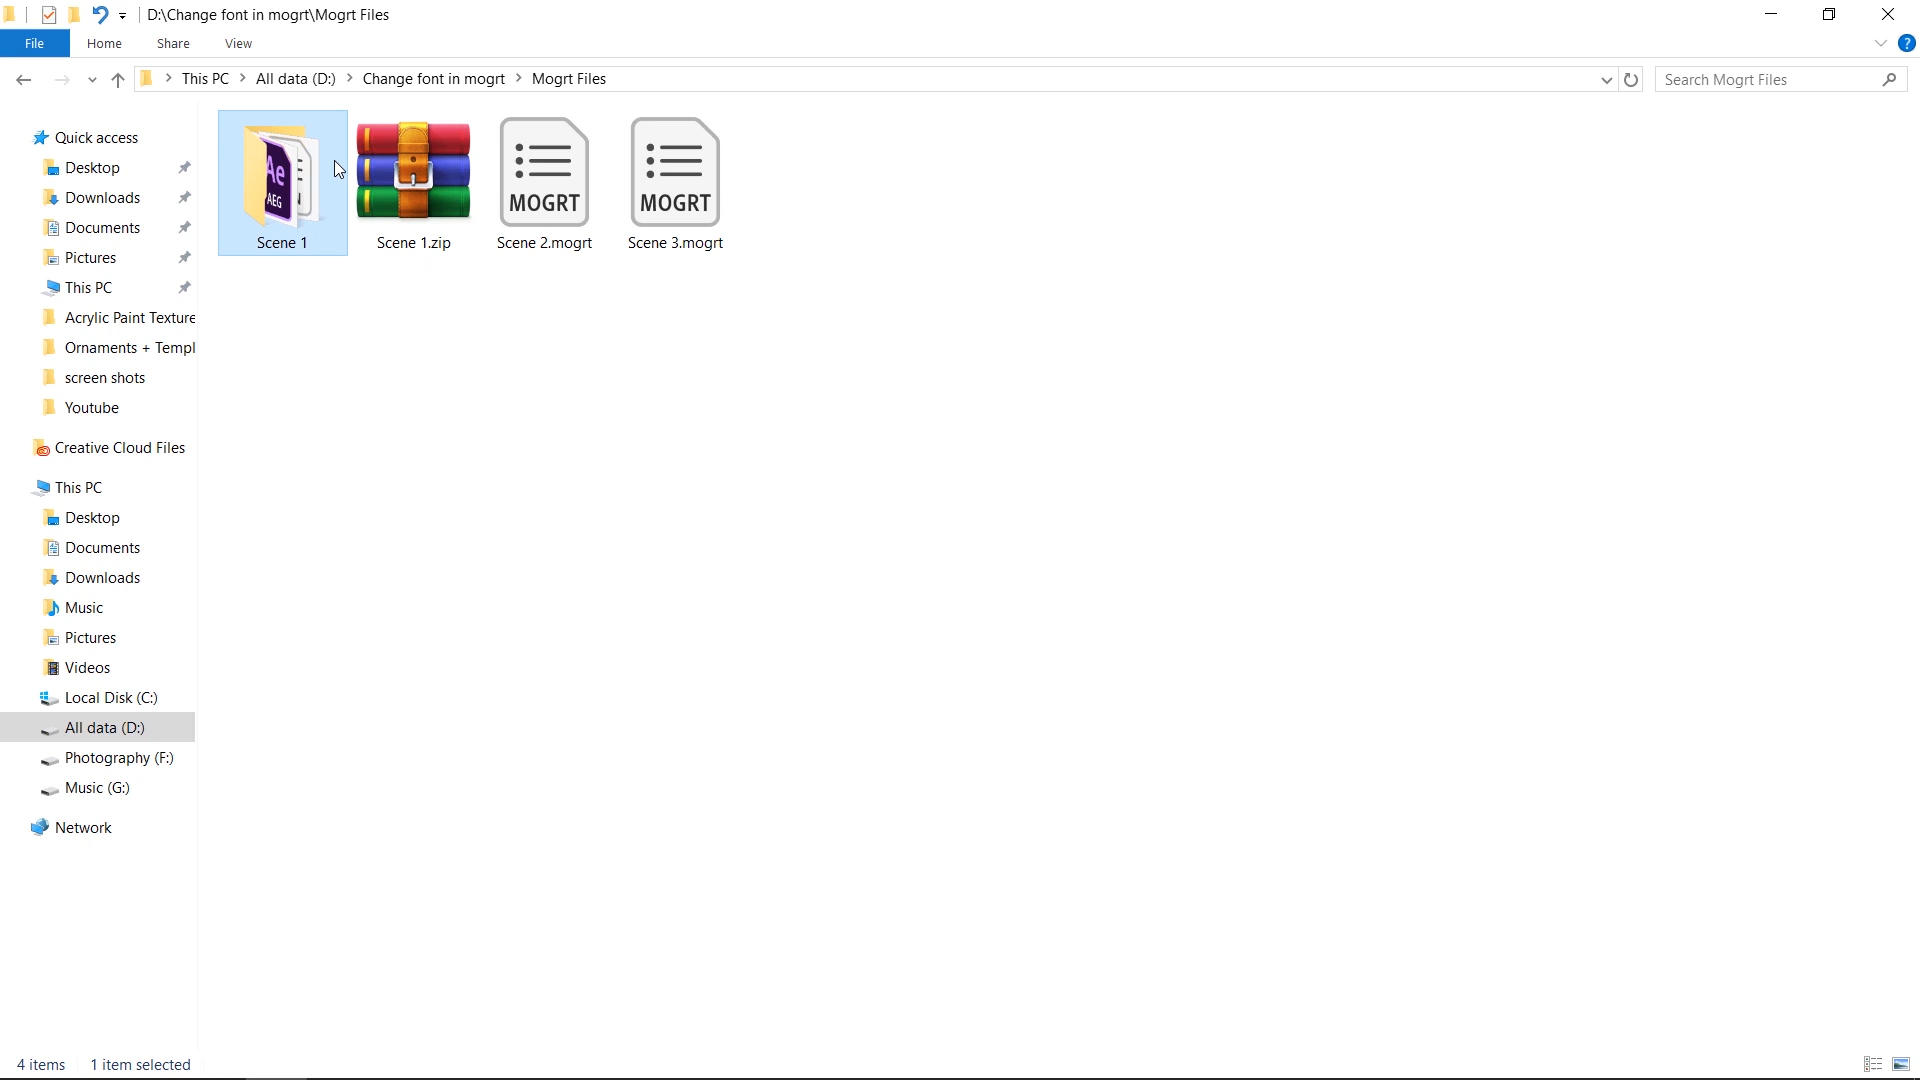 D:\Change font in mogrt\Mogrt Files
File Home Share View
This PC All data (D:) Change font in mogrt Mogrt Files
Search Mogrt Files
Quick access
Desktop
Downloads
Documents
Pictures
This PC
Acrylic Paint Texture
Ornaments + Templ
screen shots
Youtube
Creative Cloud Files
This PC
Desktop
Documents
Downloads
Music
Pictures
Videos
Local Disk (C:)
All data (D:)
Photography (F:)
Music (G:)
Network
Ae
AEG
N
MOGRT
MOGRT
Scene 1
Scene 1.zip
Scene 2.mogrt
Scene 3.mogrt
4 items 1 item selected